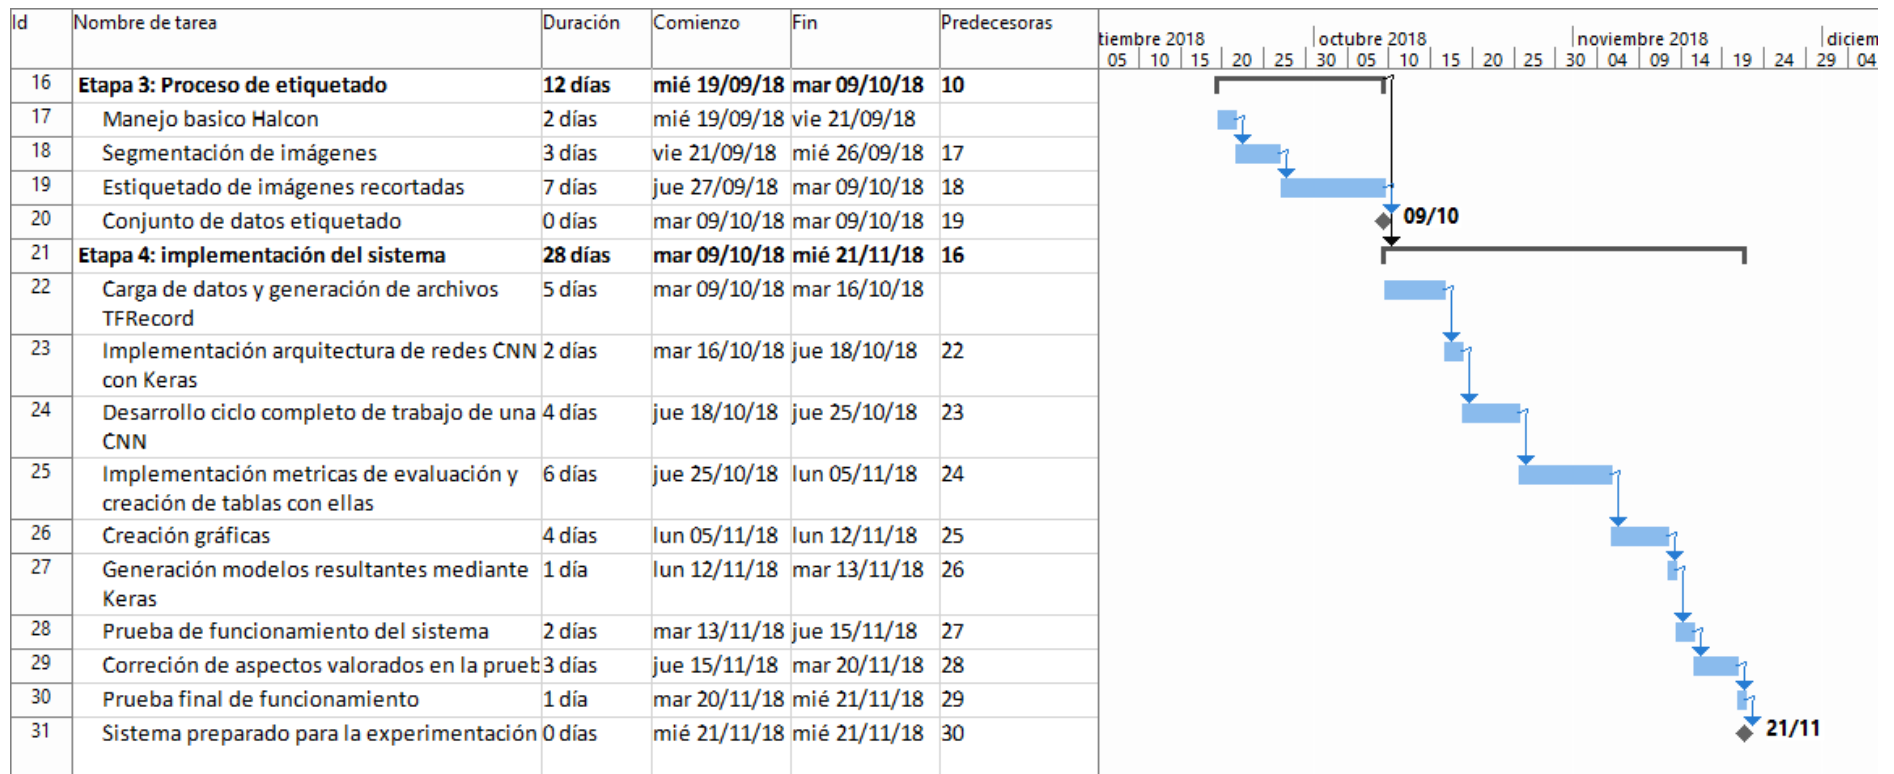 Id Nombre de tarea Duración Comienzo Fin Predecesoras
tiembre 2018 octubre 2018 noviembre 2018 diciem
05 10 15 20 25 30 05 10 15 20 25 30 04 09 14 19 24 29 04
16 Etapa 3: Proceso de etiquetado 12 días mié 19/09/18 mar 09/10/18 10
17 Manejo basico Halcon 2 días mié 19/09/18 vie 21/09/18
18 Segmentación de imágenes 3 días vie 21/09/18 mié 26/09/18 17
19 Estiquetado de imágenes recortadas 7 días jue 27/09/18 mar 09/10/18 18
20 Conjunto de datos etiquetado 0 días mar 09/10/18 mar 09/10/18 19
09/10
21 Etapa 4: implementación del sistema 28 días mar 09/10/18 mié 21/11/18 16
22 Carga de datos y generación de archivos 5 días mar 09/10/18 mar 16/10/18
TFRecord
23 Implementación arquitectura de redes CNN 2 días mar 16/10/18 jue 18/10/18 22
con Keras
24 Desarrollo ciclo completo de trabajo de una 4 días jue 18/10/18 jue 25/10/18 23
CNN
25 Implementación metricas de evaluación y 6 días jue 25/10/18 lun 05/11/18 24
creación de tablas con ellas
26 Creación gráficas 4 días lun 05/11/18 lun 12/11/18 25
27 Generación modelos resultantes mediante 1 día lun 12/11/18 mar 13/11/18 26
Keras
28 Prueba de funcionamiento del sistema 2 días mar 13/11/18 jue 15/11/18 27
29 Correción de aspectos valorados en la prueb 3 días jue 15/11/18 mar 20/11/18 28
30 Prueba final de funcionamiento 1 día mar 20/11/18 mié 21/11/18 29
31 Sistema preparado para la experimentación 0 días mié 21/11/18 mié 21/11/18 30
21/11